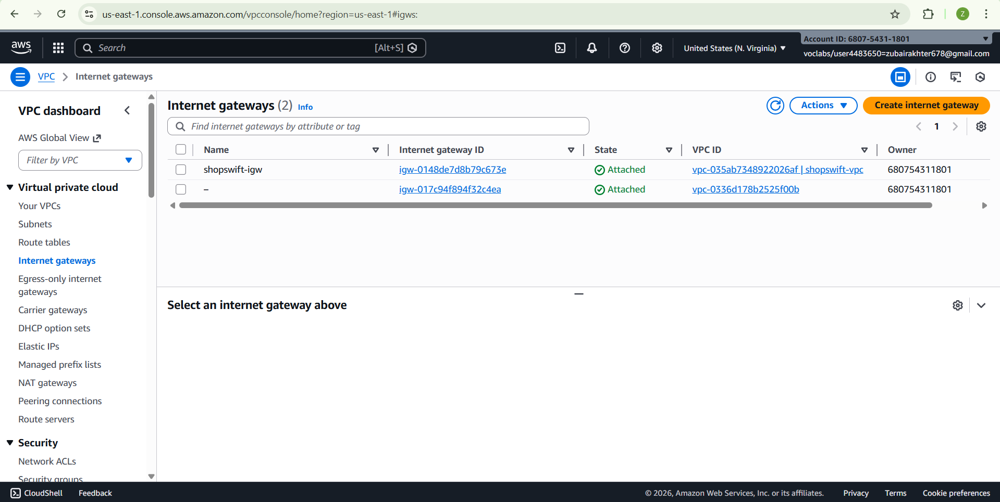 us-east-1.console.aws.amazon.com/vpcconsole/home?region=us-east-1#igws:
Z
aws
Search
[Alt+S]
United States (N. Virginia)
Account ID: 6807-5431-1801
voclabs/user4483650=zubairakhter678@gmail.com
VPC
Internet gateways
VPC dashboard
AWS Global View
Filter by VPC
Virtual private cloud
Your VPCs
Subnets
Route tables
Internet gateways
Egress-only internet
gateways
Carrier gateways
DHCP option sets
Elastic IPs
Managed prefix lists
NAT gateways
Peering connections
Route servers
Security
Network ACLs
Security groups
Internet gateways (2) Info
Actions
Create internet gateway
Find internet gateways by attribute or tag
1
Name Internet gateway ID State VPC ID Owner
shopswift-igw igw-0148de7d8b79c673e Attached vpc-035ab7348922026af | shopswift-vpc 680754311801
– igw-017c94f894f32c4ea Attached vpc-0336d178b2525f00b 680754311801
Select an internet gateway above
CloudShell Feedback © 2026, Amazon Web Services, Inc. or its affiliates. Privacy Terms Cookie preferences